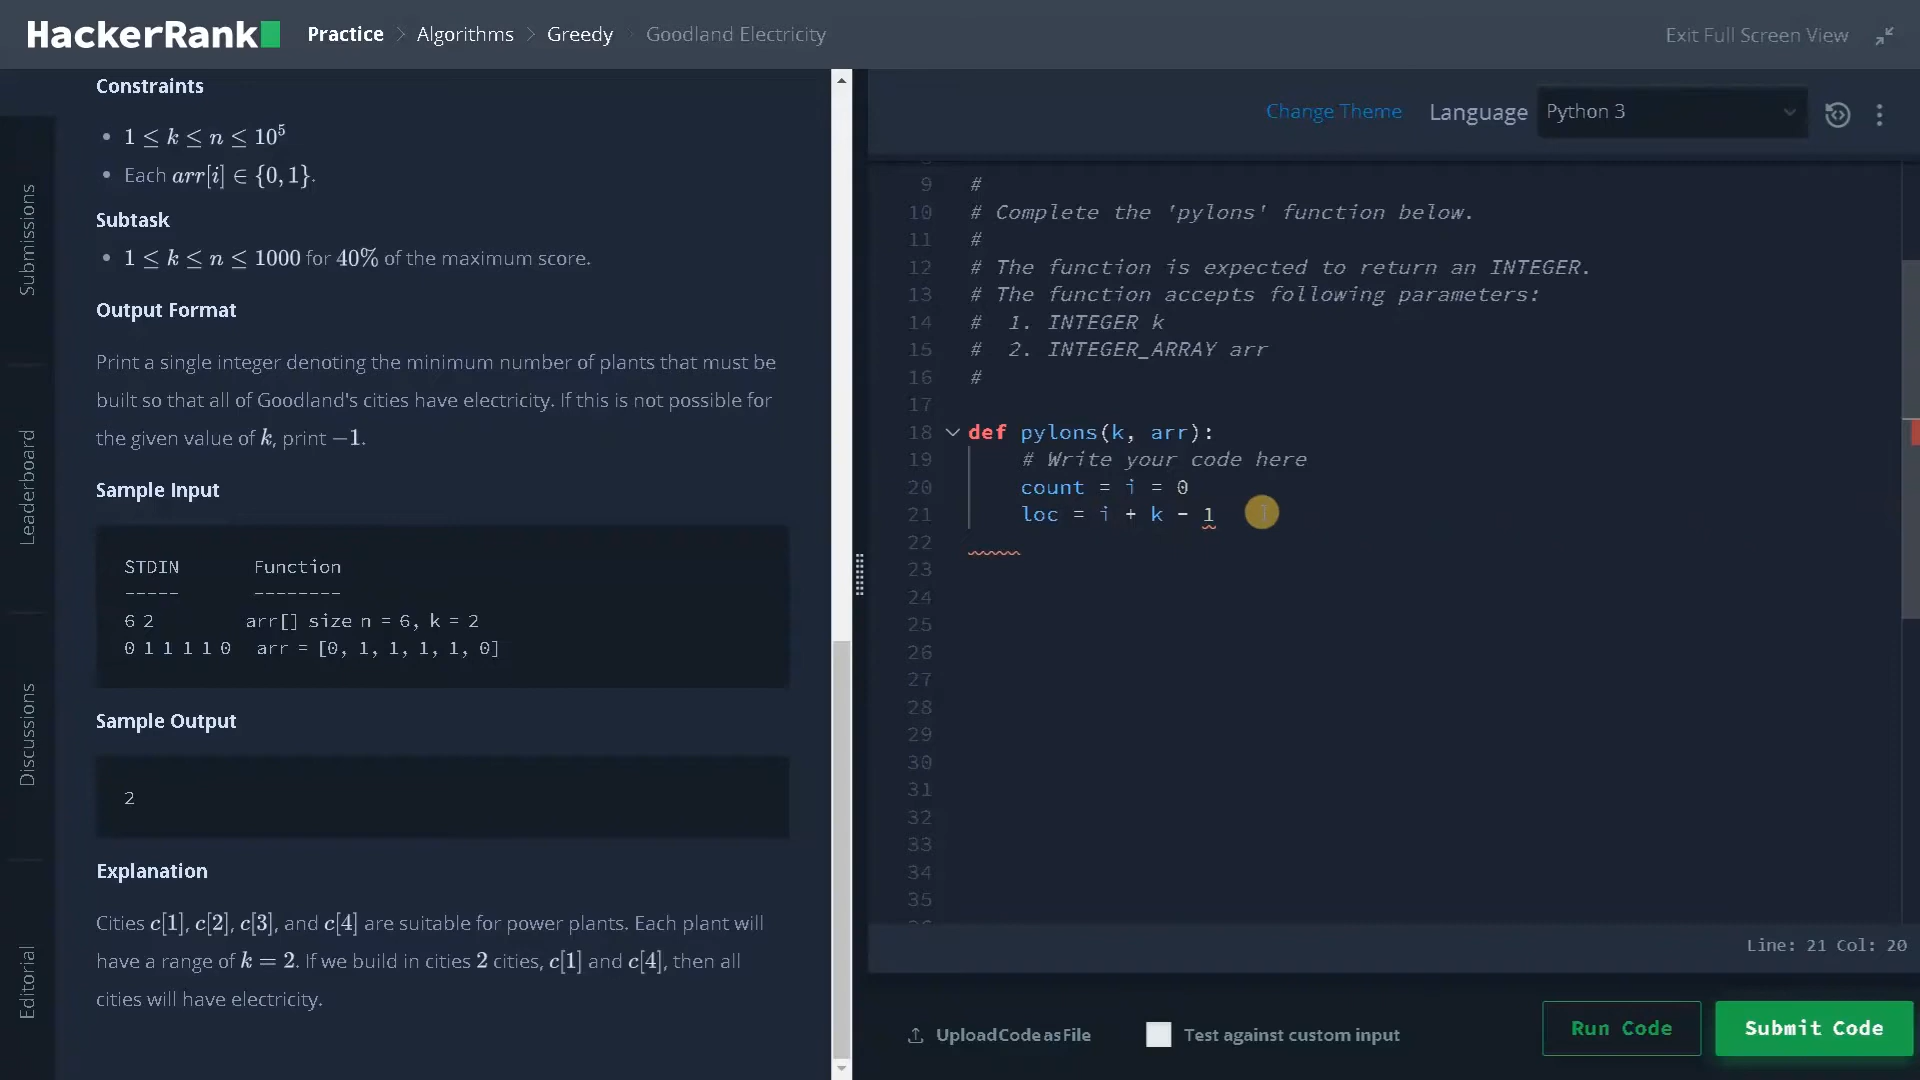 HackerRank
Practice > Algorithms > Greedy > Goodland Electricity
Exit Full Screen View
Submissions
Leaderboard
Discussions
Editorial
Constraints
• 1 ≤ k ≤ n ≤ 10⁵
• Each arr[i] ∈ {0, 1}.
Subtask
• 1 ≤ k ≤ n ≤ 1000 for 40% of the maximum score.
Output Format
Print a single integer denoting the minimum number of plants that must be
built so that all of Goodland's cities have electricity. If this is not possible for
the given value of k, print −1.
Sample Input
STDIN Function
----- --------
6 2 arr[] size n = 6, k = 2
0 1 1 1 1 0 arr = [0, 1, 1, 1, 1, 0]
Sample Output
2
Explanation
Cities c[1], c[2], c[3], and c[4] are suitable for power plants. Each plant will
have a range of k = 2. If we build in cities 2 cities, c[1] and c[4], then all
cities will have electricity.
Change Theme Language Python 3
9 #
10 # Complete the 'pylons' function below.
11 #
12 # The function is expected to return an INTEGER.
13 # The function accepts following parameters:
14 # 1. INTEGER k
15 # 2. INTEGER_ARRAY arr
16 #
17
18 def pylons(k, arr):
19 # Write your code here
20 count = i = 0
21 loc = i + k - 1
22
23
24
25
26
27
28
29
30
31
32
33
34
35
Line: 21 Col: 20
Upload Code as File
Test against custom input
Run Code
Submit Code